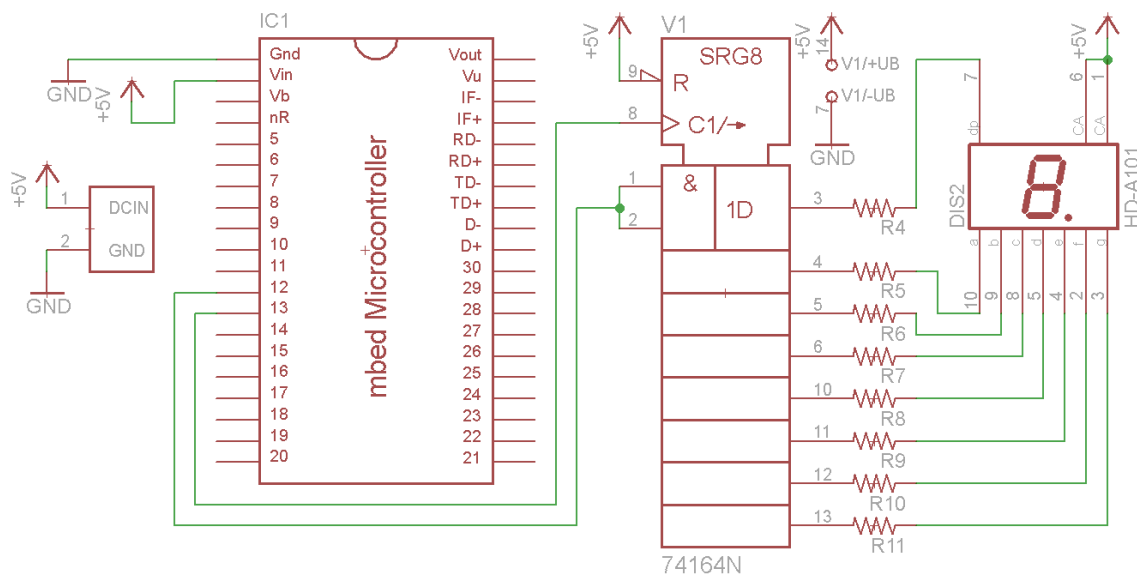 IC1
mbed Microcontroller
Gnd
Vin
Vb
nR
5
6
7
8
9
10
11
12
13
14
15
16
17
18
19
20
Vout
Vu
IF-
IF+
RD-
RD+
TD-
TD+
D-
D+
30
29
28
27
26
25
24
23
22
21
GND
+5V
+5V
1
2
DCIN
GND
GND
V1
+5V
SRG8
9
R
8
C1/→
1
2
&
1D
74164N
3
4
5
6
10
11
12
13
R4
R5
R6
R7
R8
R9
R10
R11
+5V
14
V1/+UB
V1/-UB
7
GND
+5V
7
6
1
dp
CA
CA
DIS2
HD-A101
a
b
c
d
e
f
g
10
9
8
5
4
2
3